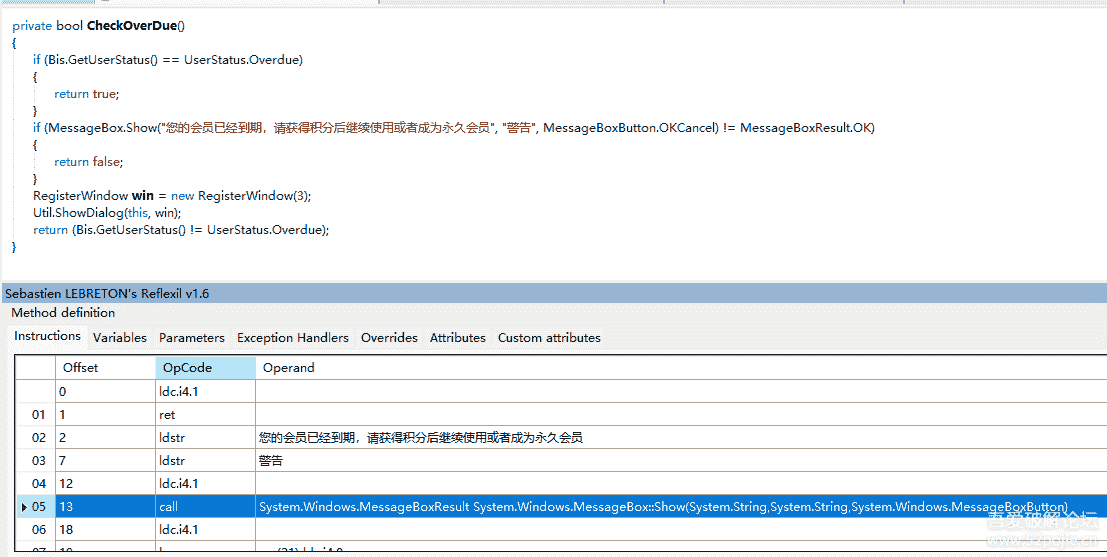 private bool CheckOverDue()
{
if (Bis.GetUserStatus() == UserStatus.Overdue)
{
return true;
}
if (MessageBox.Show("您的会员已经到期，请获得积分后继续使用或者成为永久会员", "警告", MessageBoxButton.OKCancel) != MessageBoxResult.OK)
{
return false;
}
RegisterWindow win = new RegisterWindow(3);
Util.ShowDialog(this, win);
return (Bis.GetUserStatus() != UserStatus.Overdue);
}
Sebastien LEBRETON's Reflexil v1.6
Method definition
Instructions Variables Parameters Exception Handlers Overrides Attributes Custom attributes
Offset OpCode Operand
0 ldc.i4.1
01 1 ret
02 2 ldstr 您的会员已经到期，请获得积分后继续使用或者成为永久会员
03 7 ldstr 警告
04 12 ldc.i4.1
05 13 call System.Windows.MessageBoxResult System.Windows.MessageBox::Show(System.String,System.String,System.Windows.MessageBoxButton)
06 18 ldc.i4.1
吾爱破解论坛
www.52pojie.cn